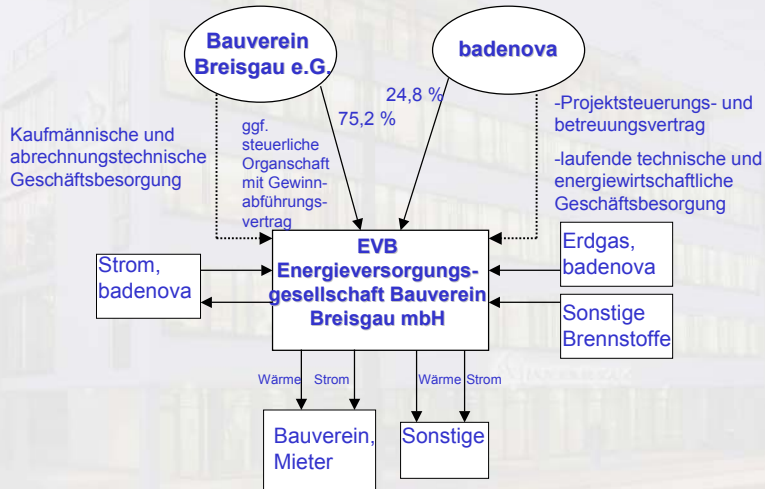 Bauverein
Breisgau e.G.
badenova
24,8 %
75,2 %
Kaufmännische und
abrechnungstechnische
Geschäftsbesorgung
ggf.
steuerliche
Organschaft
mit Gewinn-
abführungs-
vertrag
-Projektsteuerungs- und
betreuungsvertrag
-laufende technische und
energiewirtschaftliche
Geschäftsbesorgung
Strom,
badenova
EVB
Energieversorgungs-
gesellschaft Bauverein
Breisgau mbH
Erdgas,
badenova
Sonstige
Brennstoffe
Wärme
Strom
Wärme
Strom
Bauverein,
Mieter
Sonstige